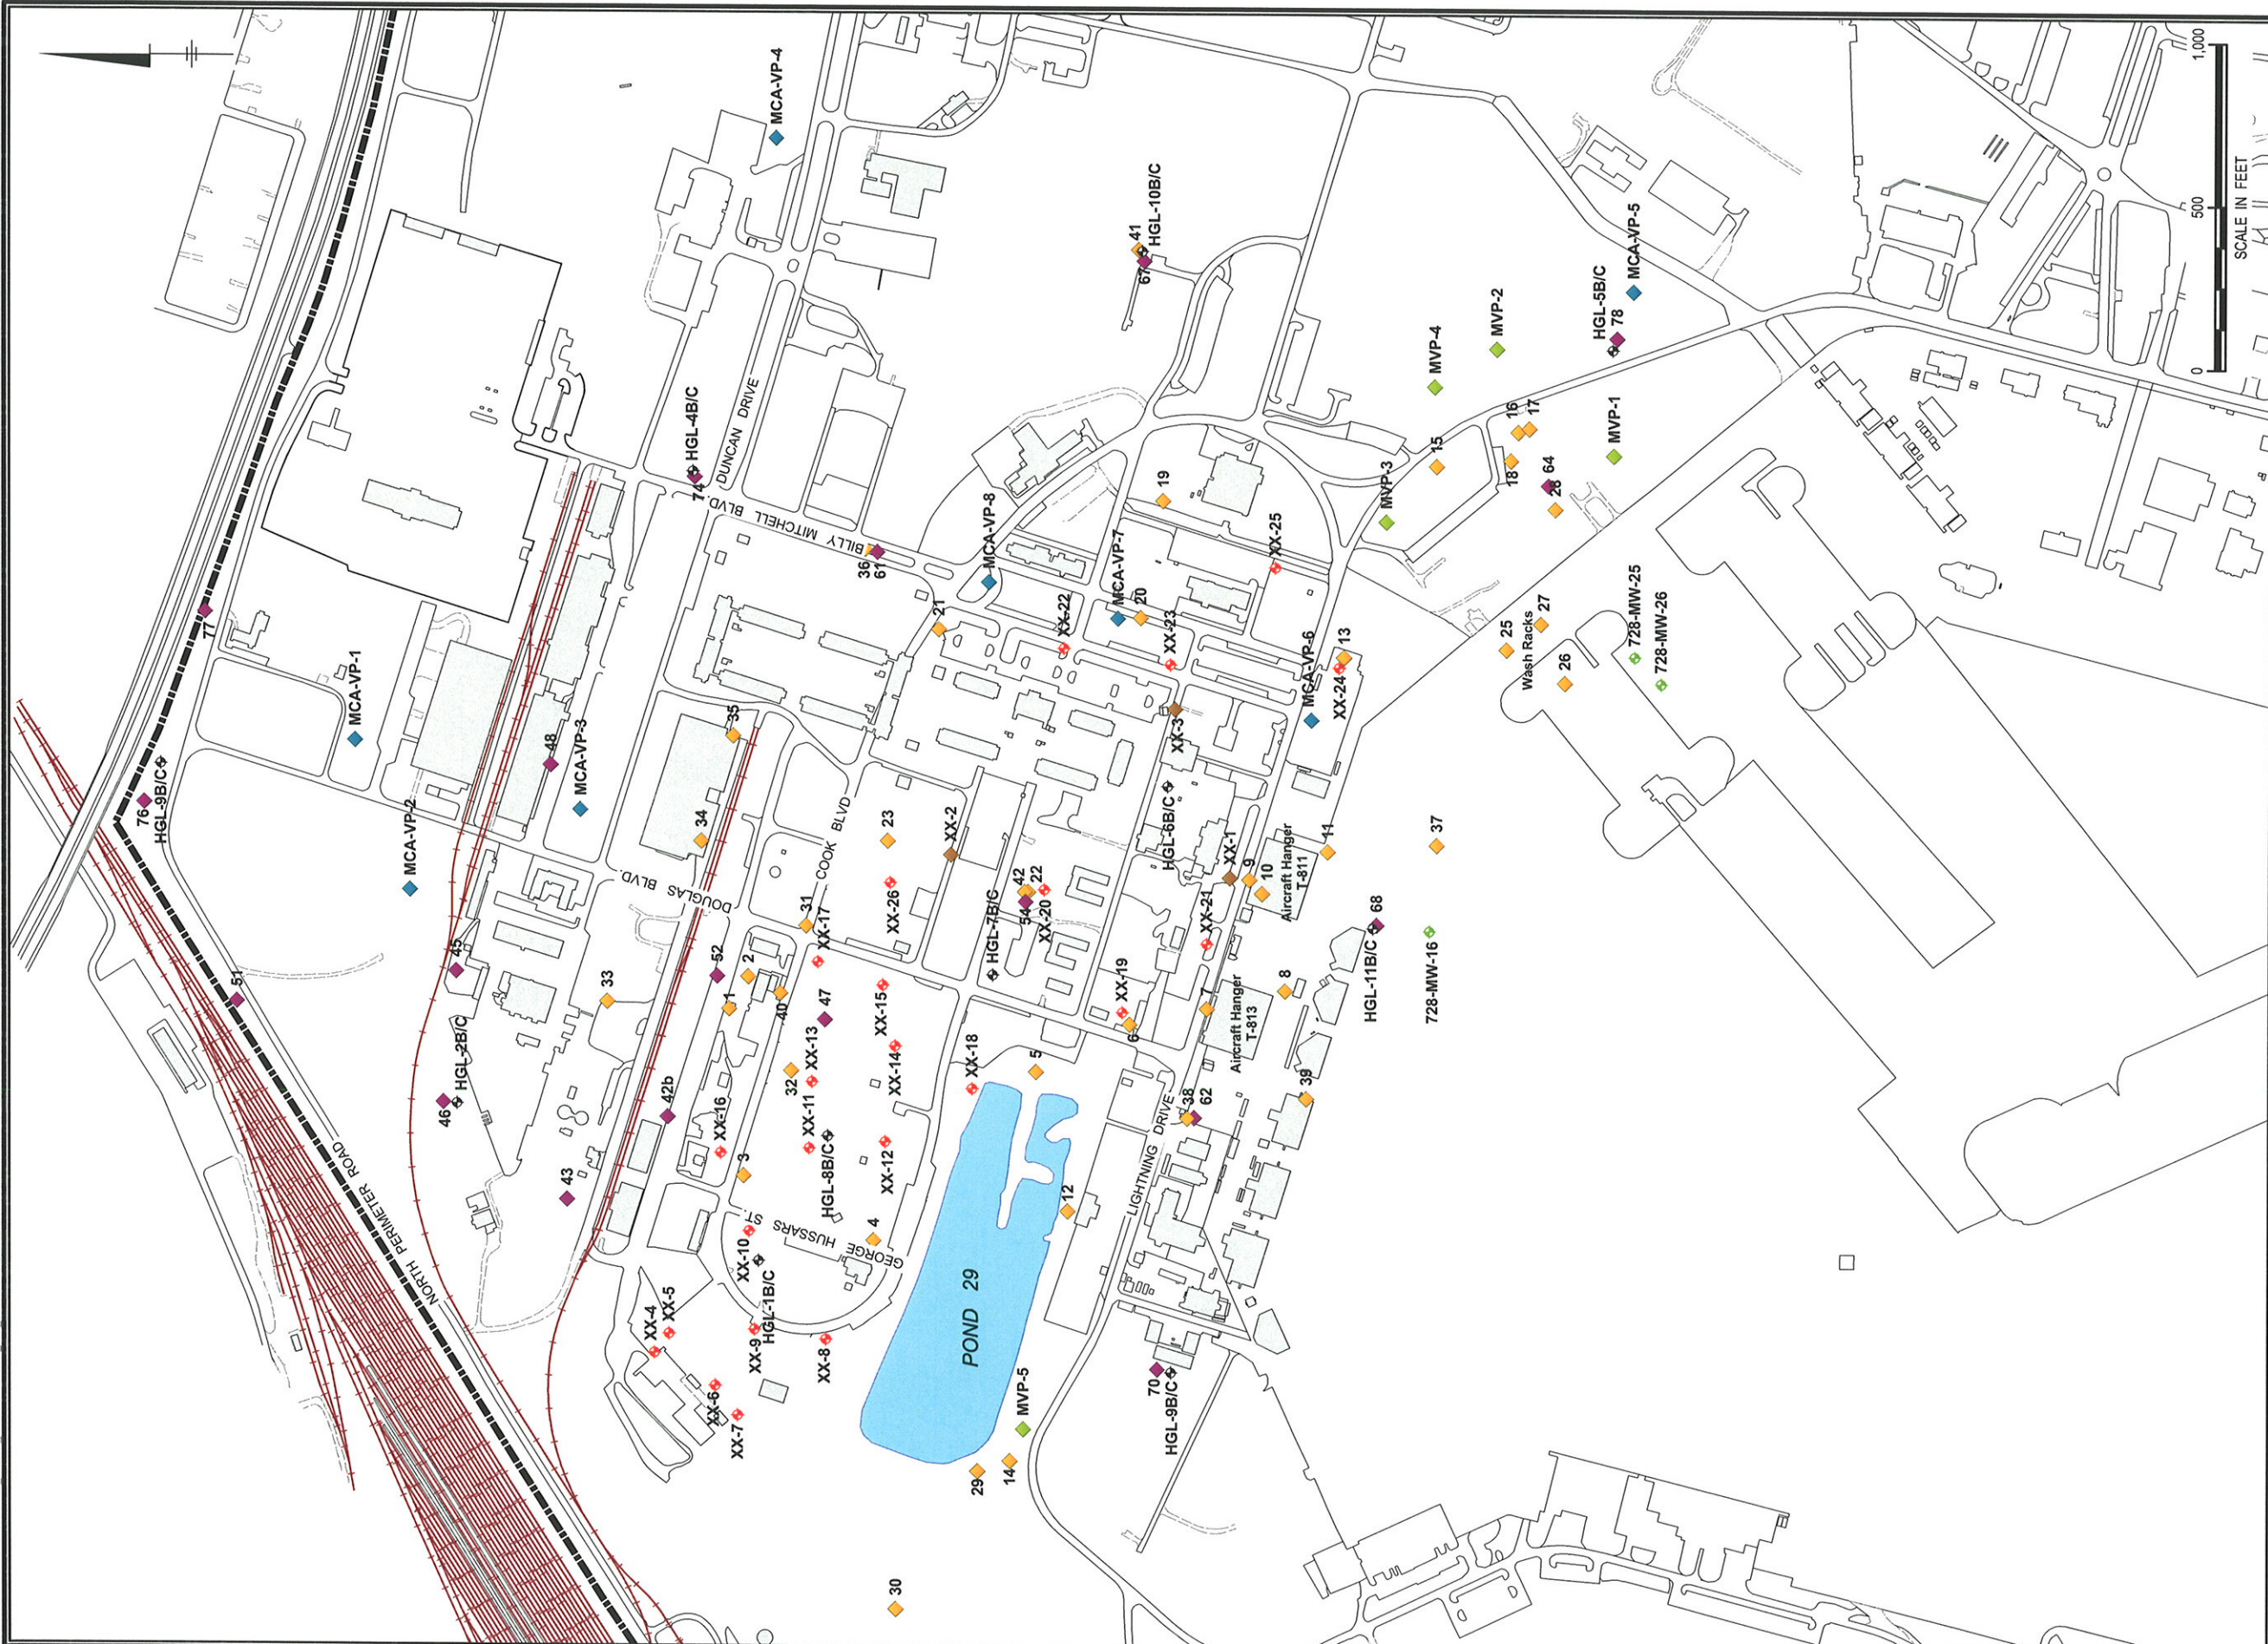 MCA-VP-4
77
MCA-VP-1
76
HGL-9B/C
MCA-VP-2
MCA-VP-3
48
HGL-4B/C
74
DUNCAN DRIVE
BILLY MITCHELL BLVD.
36
61
MCA-VP-8
21
35
34
DOUGLAS BLVD.
COOK BLVD
31
XX-17
23
XX-26
XX-2
45
51
33
52
2
1
40
47
XX-13
32
XX-15
XX-14
XX-18
HGL-2B/C
46
43
42b
XX-16
3
XX-11
HGL-8B/C
XX-12
4
GEORGE HUSSARS ST.
XX-10
HGL-1B/C
XX-9
XX-8
XX-4
XX-5
XX-6
XX-7
NORTH PERIMETER ROAD
POND 29
29
14
MVP-5
30
12
5
6
XX-19
LIGHTNING DRIVE
38
62
39
70
HGL-9B/C
HGL-7B/C
42
22
54
XX-20
XX-21
7
Aircraft Hanger
T-813
8
XX-1
9
10
Aircraft Hanger
T-811
11
HGL-6B/C
XX-3
XX-22
MCA-VP-7
20
XX-23
19
XX-25
MCA-VP-6
XX-24
13
HGL-11B/C
68
728-MW-16
37
41
HGL-10B/C
67
MVP-3
15
MVP-4
MVP-2
16
17
18
64
28
MVP-1
HGL-5B/C
78
MCA-VP-5
25
Wash Racks
27
26
728-MW-25
728-MW-26
0
500
1,000
SCALE IN FEET